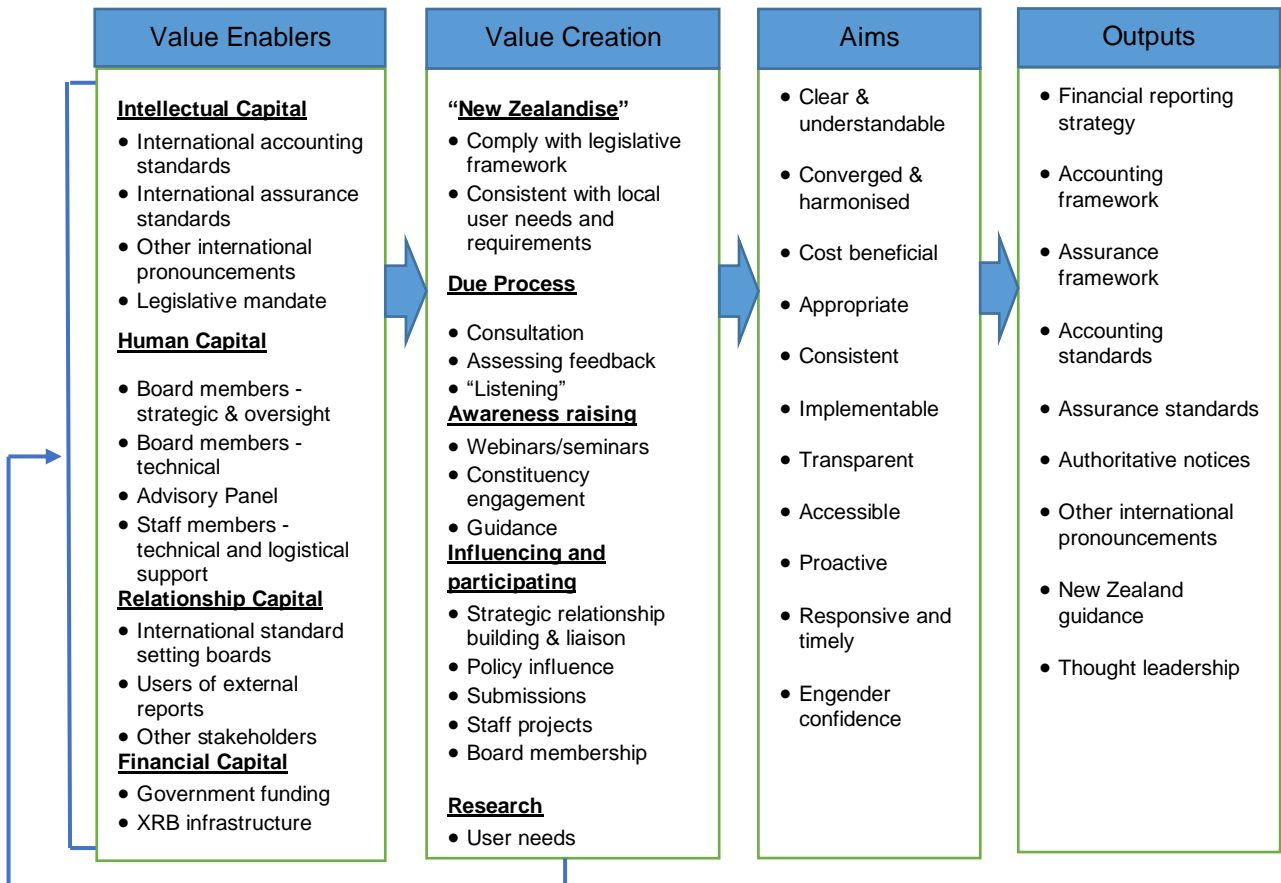 Value Enablers
Intellectual Capital
• International accounting
standards
• International assurance
standards
• Other international
pronouncements
• Legislative mandate
Human Capital
• Board members -
strategic & oversight
• Board members -
technical
• Advisory Panel
• Staff members -
technical and logistical
support
Relationship Capital
• International standard
setting boards
• Users of external
reports
• Other stakeholders
Financial Capital
• Government funding
• XRB infrastructure
Value Creation
“New Zealandise”
• Comply with legislative
framework
• Consistent with local
user needs and
requirements
Due Process
• Consultation
• Assessing feedback
• “Listening”
Awareness raising
• Webinars/seminars
• Constituency
engagement
• Guidance
Influencing and
participating
• Strategic relationship
building & liaison
• Policy influence
• Submissions
• Staff projects
• Board membership
Research
• User needs
Aims
• Clear &
understandable
• Converged &
harmonised
• Cost beneficial
• Appropriate
• Consistent
• Implementable
• Transparent
• Accessible
• Proactive
• Responsive and
timely
• Engender
confidence
Outputs
• Financial reporting
strategy
• Accounting
framework
• Assurance
framework
• Accounting
standards
• Assurance standards
• Authoritative notices
• Other international
pronouncements
• New Zealand
guidance
• Thought leadership